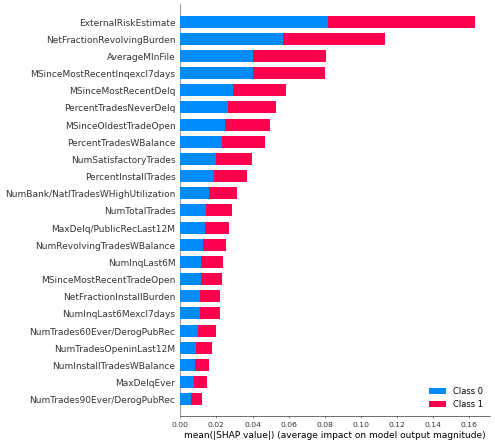 ExternalRiskEstimate
NetFractionRevolvingBurden
AverageMInFile
MSinceMostRecentInqexcl7days
MSinceMostRecentDelq
PercentTradesNeverDelq
MSinceOldestTradeOpen
PercentTradesWBalance
NumSatisfactoryTrades
PercentInstallTrades
NumBank/NatlTradesWHighUtilization
NumTotalTrades
MaxDelq/PublicRecLast12M
NumRevolvingTradesWBalance
NumInqLast6M
MSinceMostRecentTradeOpen
NetFractionInstallBurden
NumInqLast6Mexcl7days
NumTrades60Ever/DerogPubRec
NumTradesOpeninLast12M
NumInstallTradesWBalance
MaxDelqEver
NumTrades90Ever/DerogPubRec
Class 0
Class 1
0.00 0.02 0.04 0.06 0.08 0.10 0.12 0.14 0.16
mean(|SHAP value|) (average impact on model output magnitude)